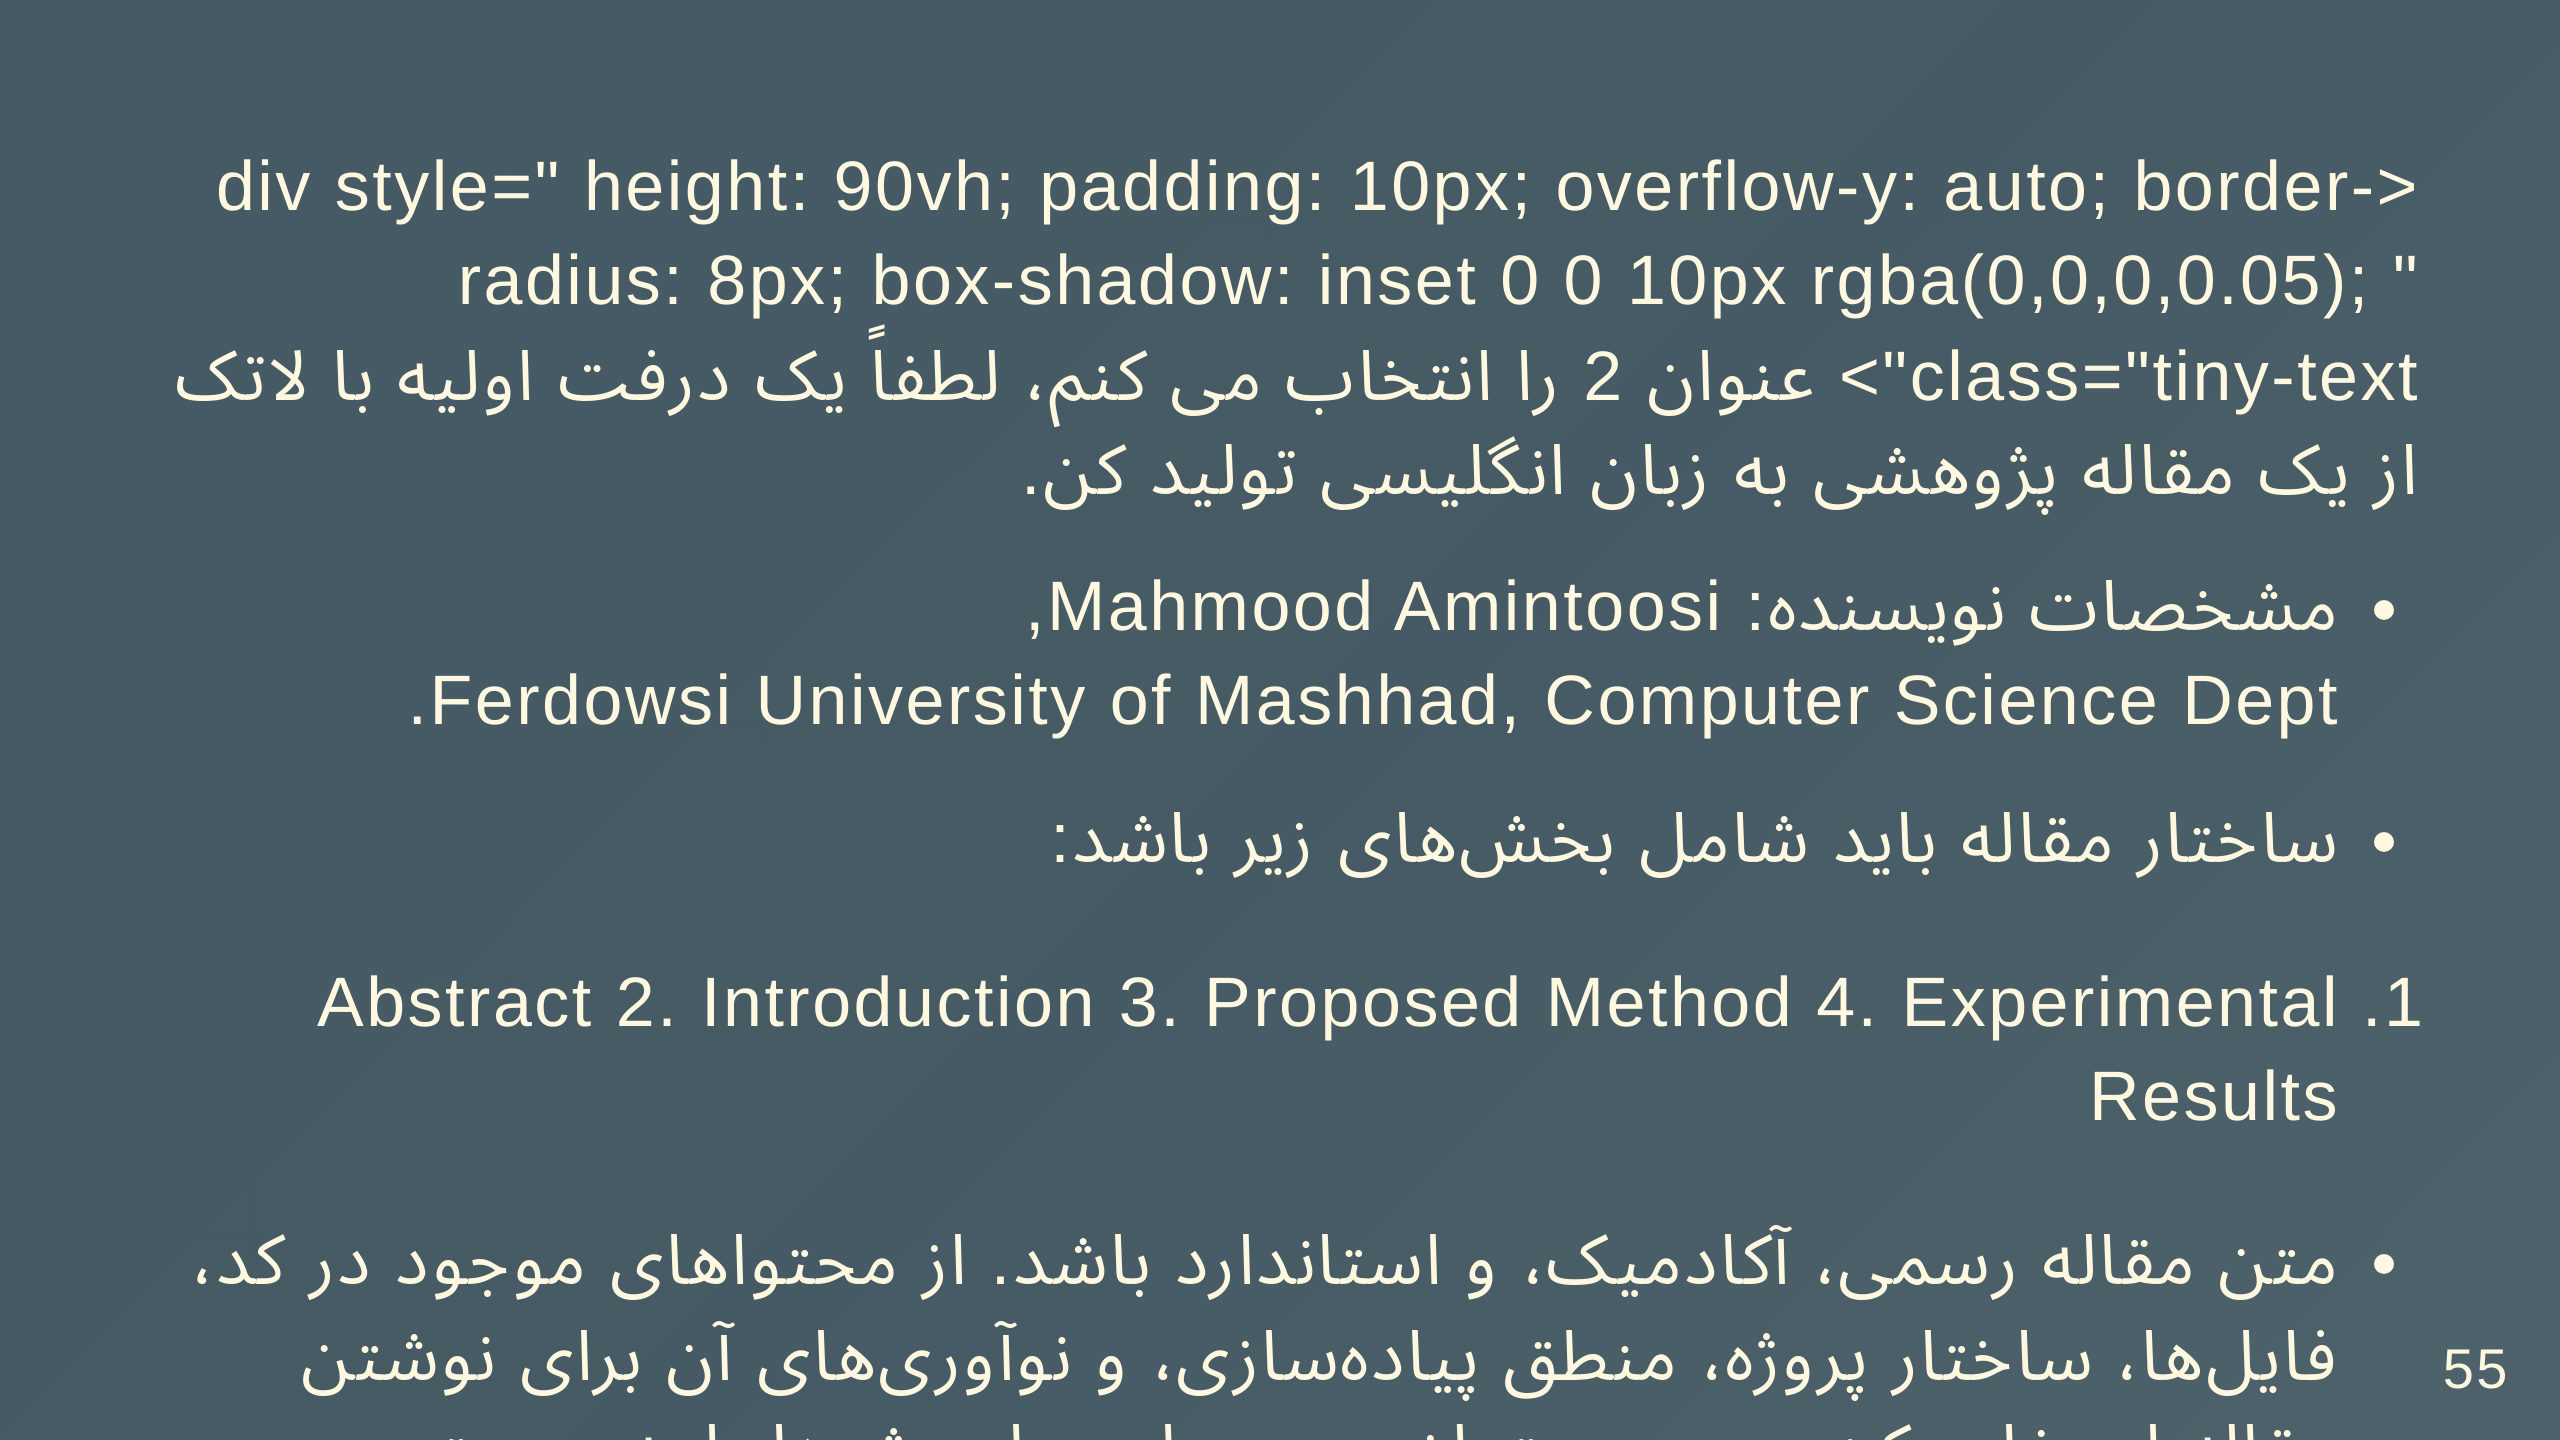 <div style=" height: 90vh; padding: 10px; overflow-y: auto; border-
radius: 8px; box-shadow: inset 0 0 10px rgba(0,0,0,0.05); "
class="tiny-text"> عنوان 2 را انتخاب می کنم، لطفاً یک درفت اولیه با لاتک
از یک مقاله پژوهشی به زبان انگلیسی تولید کن.
• مشخصات نویسنده: Mahmood Amintoosi,
Ferdowsi University of Mashhad, Computer Science Dept.
• ساختار مقاله باید شامل بخش‌های زیر باشد:
1. Abstract 2. Introduction 3. Proposed Method 4. Experimental
Results
• متن مقاله رسمی، آکادمیک، و استاندارد باشد. از محتواهای موجود در کد،
فایل‌ها، ساختار پروژه، منطق پیاده‌سازی، و نوآوری‌های آن برای نوشتن
55